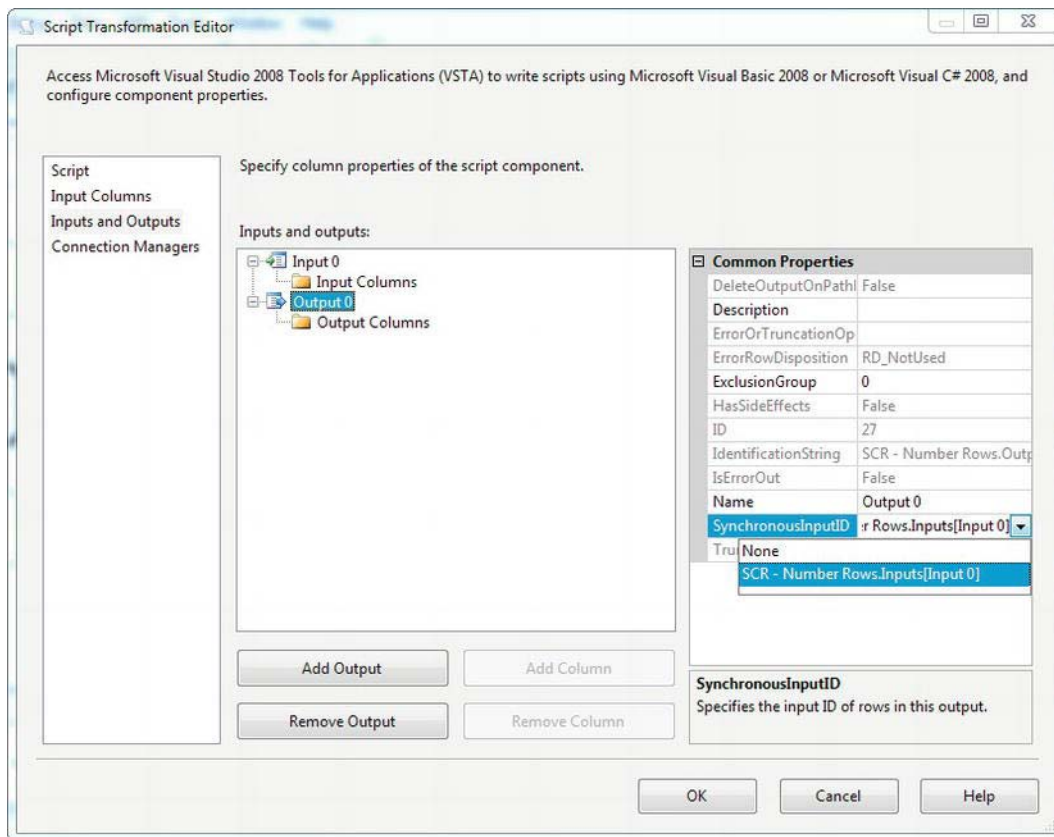 Script Transformation Editor
Access Microsoft Visual Studio 2008 Tools for Applications (VSTA) to write scripts using Microsoft Visual Basic 2008 or Microsoft Visual C# 2008, and
configure component properties.
Script
Input Columns
Inputs and Outputs
Connection Managers
Specify column properties of the script component.
Inputs and outputs:
Input 0
Input Columns
Output 0
Output Columns
Common Properties
DeleteOutputOnPathl False
Description
ErrorOrTruncationOp
ErrorRowDisposition RD_NotUsed
ExclusionGroup 0
HasSideEffects False
ID 27
IdentificationString SCR - Number Rows.Outp
IsErrorOut False
Name Output 0
SynchronousInputID r Rows.Inputs[Input 0]
Tru
None
SCR - Number Rows.Inputs[Input 0]
Add Output
Add Column
Remove Output
Remove Column
SynchronousInputID
Specifies the input ID of rows in this output.
OK
Cancel
Help